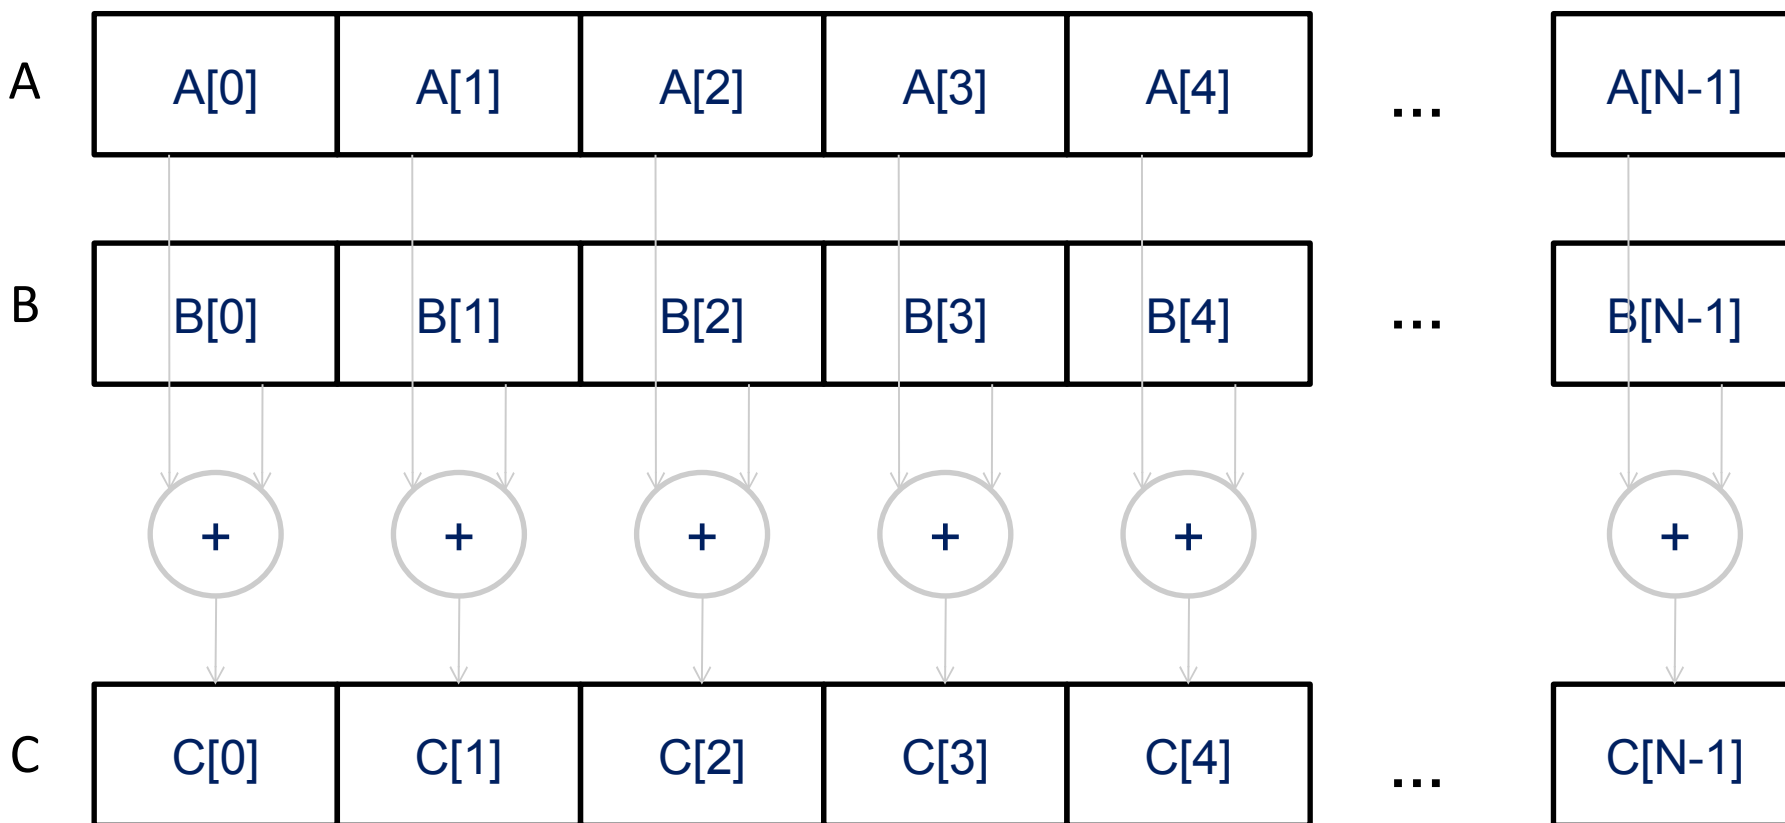 A A[0] A[1] A[2] A[3] A[4] ... A[N-1]
B B[0] B[1] B[2] B[3] B[4] ... B[N-1]
+ + + + + +
C C[0] C[1] C[2] C[3] C[4] ... C[N-1]